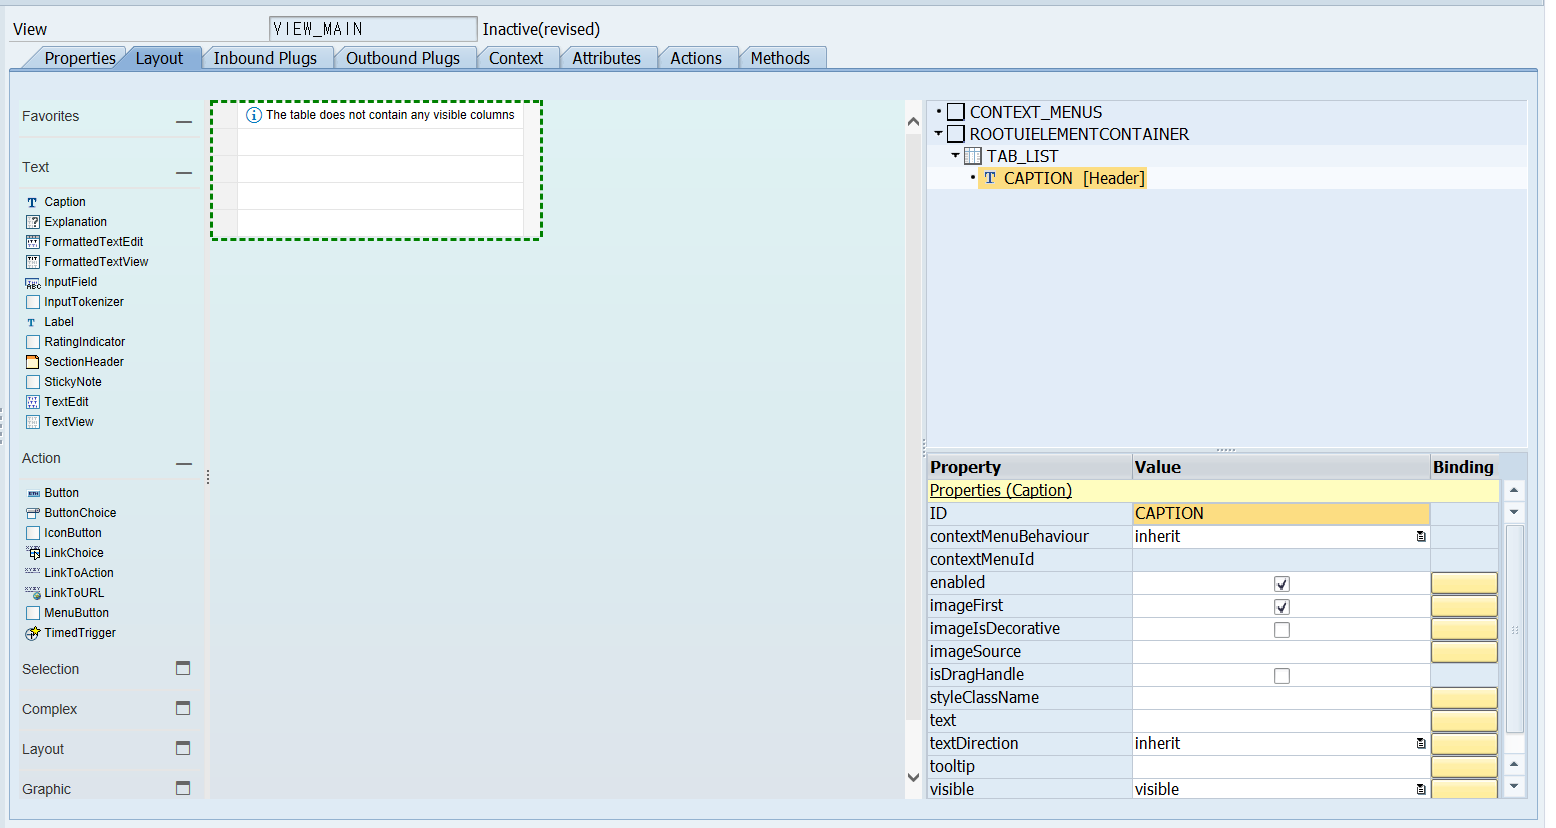 View VIEW_MAIN Inactive(revised)
Properties Layout Inbound Plugs Outbound Plugs Context Attributes Actions Methods
Favorites
Text
Caption
Explanation
FormattedTextEdit
FormattedTextView
InputField
InputTokenizer
Label
RatingIndicator
SectionHeader
StickyNote
TextEdit
TextView
Action
Button
ButtonChoice
IconButton
LinkChoice
LinkToAction
LinkToURL
MenuButton
TimedTrigger
Selection
Complex
Layout
Graphic
The table does not contain any visible columns
CONTEXT_MENUS
ROOTUIELEMENTCONTAINER
TAB_LIST
CAPTION [Header]
Property Value Binding
Properties (Caption)
ID CAPTION
contextMenuBehaviour inherit
contextMenuId
enabled
imageFirst
imageIsDecorative
imageSource
isDragHandle
styleClassName
text
textDirection inherit
tooltip
visible visible